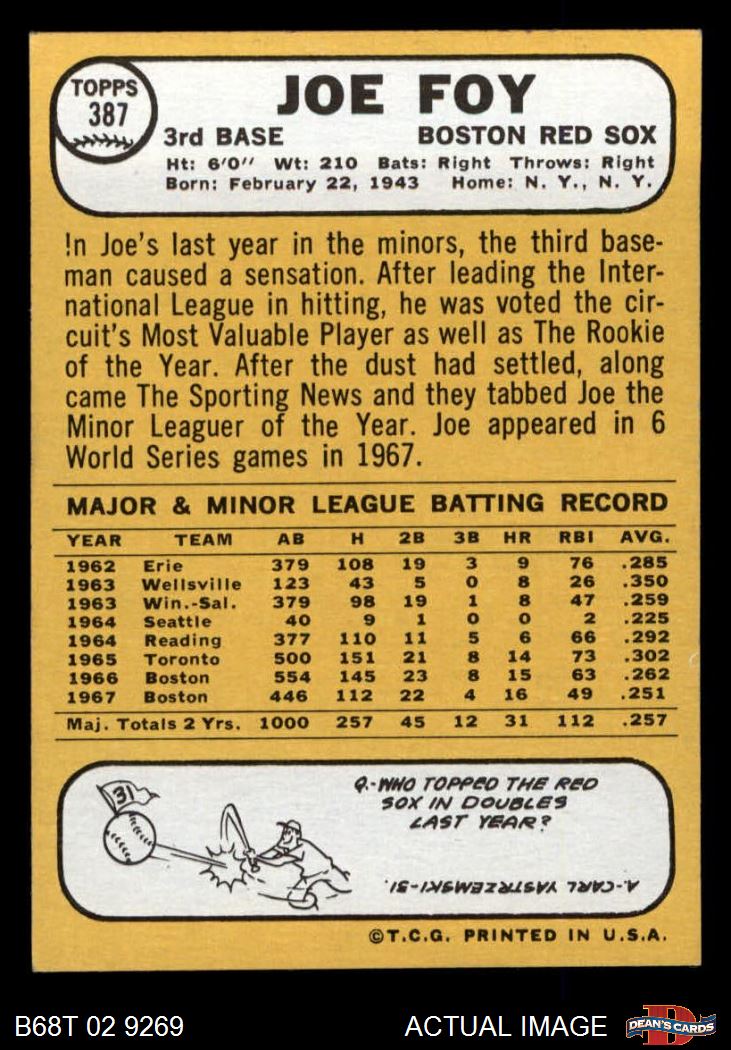 TOPPS
387
JOE FOY
3rd BASE BOSTON RED SOX
Ht: 6'0" Wt: 210 Bats: Right Throws: Right
Born: February 22, 1943 Home: N. Y., N. Y.
In Joe's last year in the minors, the third base-
man caused a sensation. After leading the Inter-
national League in hitting, he was voted the cir-
cuit's Most Valuable Player as well as The Rookie
of the Year. After the dust had settled, along
came The Sporting News and they tabbed Joe the
Minor Leaguer of the Year. Joe appeared in 6
World Series games in 1967.
MAJOR & MINOR LEAGUE BATTING RECORD
YEAR TEAM AB H 2B 3B HR RBI AVG.
1962 Erie 379 108 19 3 9 76 .285
1963 Wellsville 123 43 5 0 8 26 .350
1963 Win.-Sal. 379 98 19 1 8 47 .259
1964 Seattle 40 9 1 0 0 2 .225
1964 Reading 377 110 11 5 6 66 .292
1965 Toronto 500 151 21 8 14 73 .302
1966 Boston 554 145 23 8 15 63 .262
1967 Boston 446 112 22 4 16 49 .251
Maj. Totals 2 Yrs. 1000 257 45 12 31 112 .257
31
Q.-WHO TOPPED THE RED
SOX IN DOUBLES
LAST YEAR?
A-CARL YASTRZEMSKI-31.
©T.C.G. PRINTED IN U.S.A.
B68T 02 9269 ACTUAL IMAGE D DEAN'S CARDS